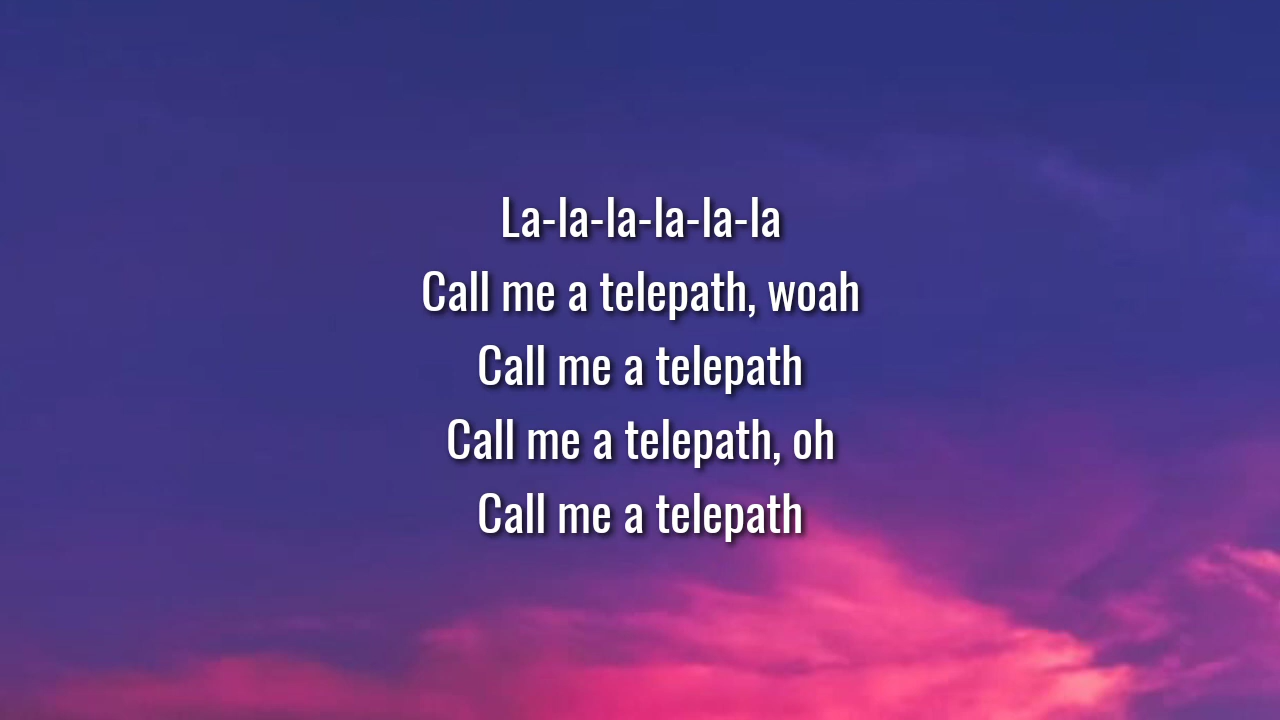 La-la-la-la-la-la
Call me a telepath, woah
Call me a telepath
Call me a telepath, oh
Call me a telepath